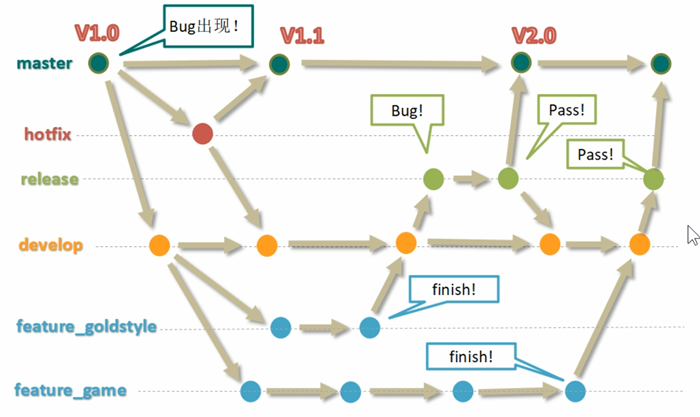 V1.0
Bug出现！
V1.1
V2.0
master
Bug!
Pass!
hotfix
Pass!
release
develop
finish!
feature_goldstyle
finish!
feature_game